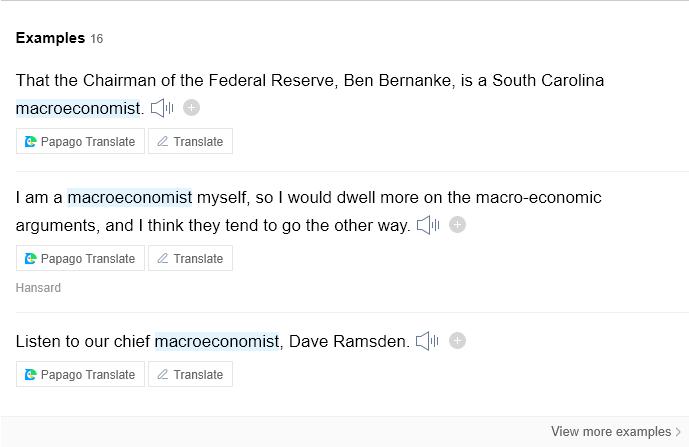 Examples 16
That the Chairman of the Federal Reserve, Ben Bernanke, is a South Carolina
macroeconomist.
Papago Translate Translate
I am a macroeconomist myself, so I would dwell more on the macro-economic
arguments, and I think they tend to go the other way.
Papago Translate Translate
Hansard
Listen to our chief macroeconomist, Dave Ramsden.
Papago Translate Translate
View more examples